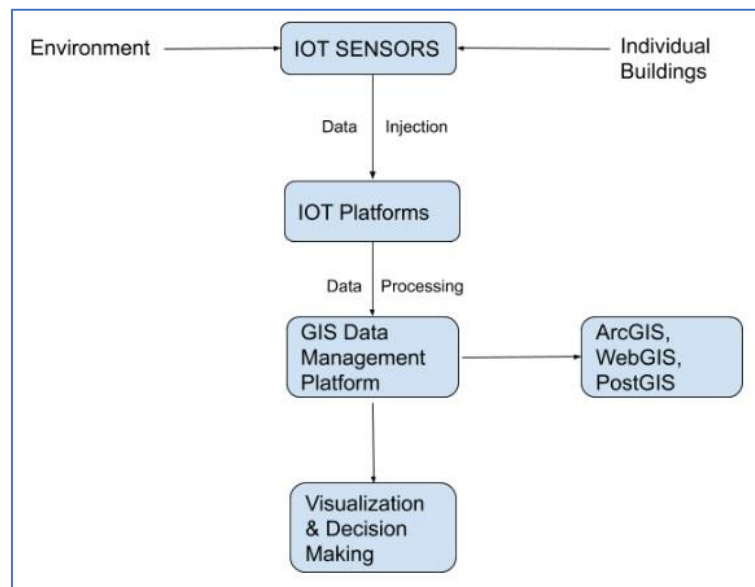 Environment
IOT SENSORS
Individual
Buildings
Data Injection
IOT Platforms
Data Processing
GIS Data
Management
Platform
ArcGIS,
WebGIS,
PostGIS
Visualization
& Decision
Making